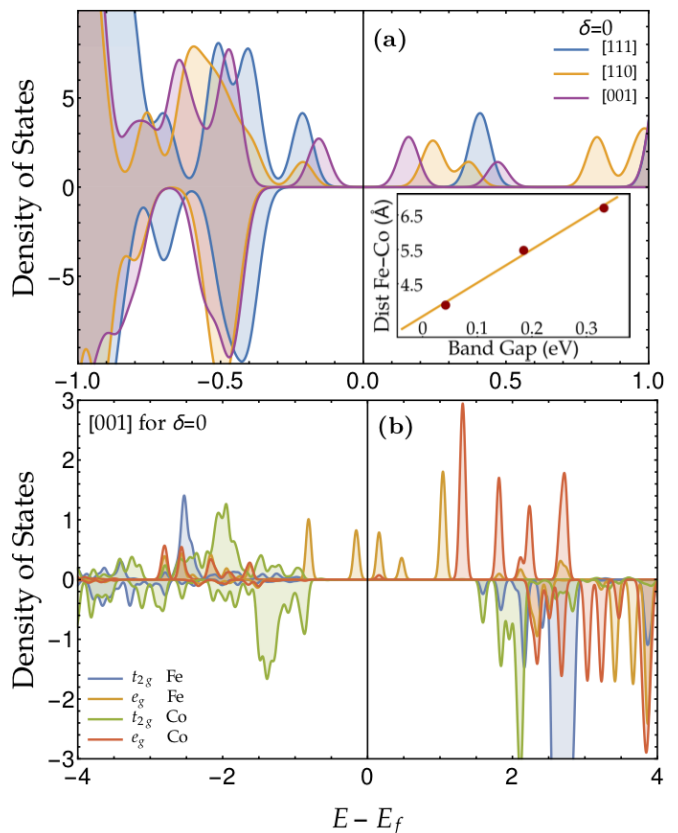 (a)
δ=0
[111]
[110]
[001]
Density of States
5
0
−5
−1.0
−0.5
0.0
0.5
1.0
Dist Fe−Co (Å)
6.5
5.5
4.5
0
0.1
0.2
0.3
Band Gap (eV)
[001] for δ=0
(b)
Density of States
3
2
1
0
−1
−2
−3
t2g Fe
eg Fe
t2g Co
eg Co
−4
−2
0
2
4
E − Ef